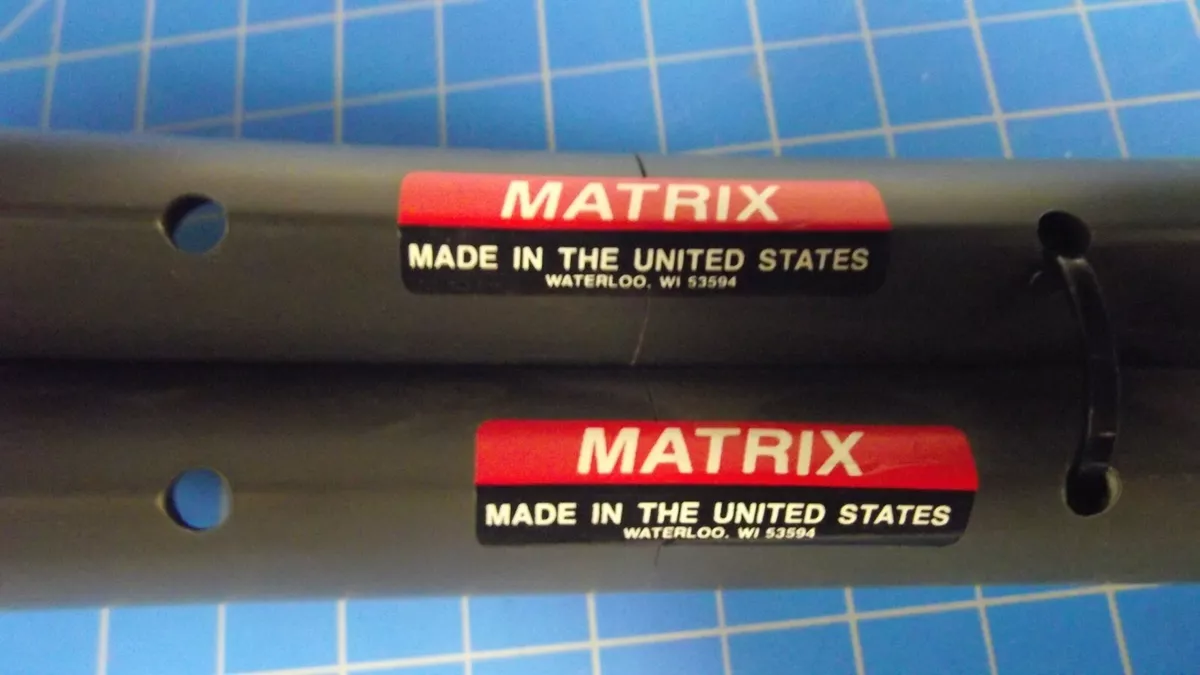 MATRIX
MADE IN THE UNITED STATES
WATERLOO, WI 53594
MATRIX
MADE IN THE UNITED STATES
WATERLOO, WI 53594